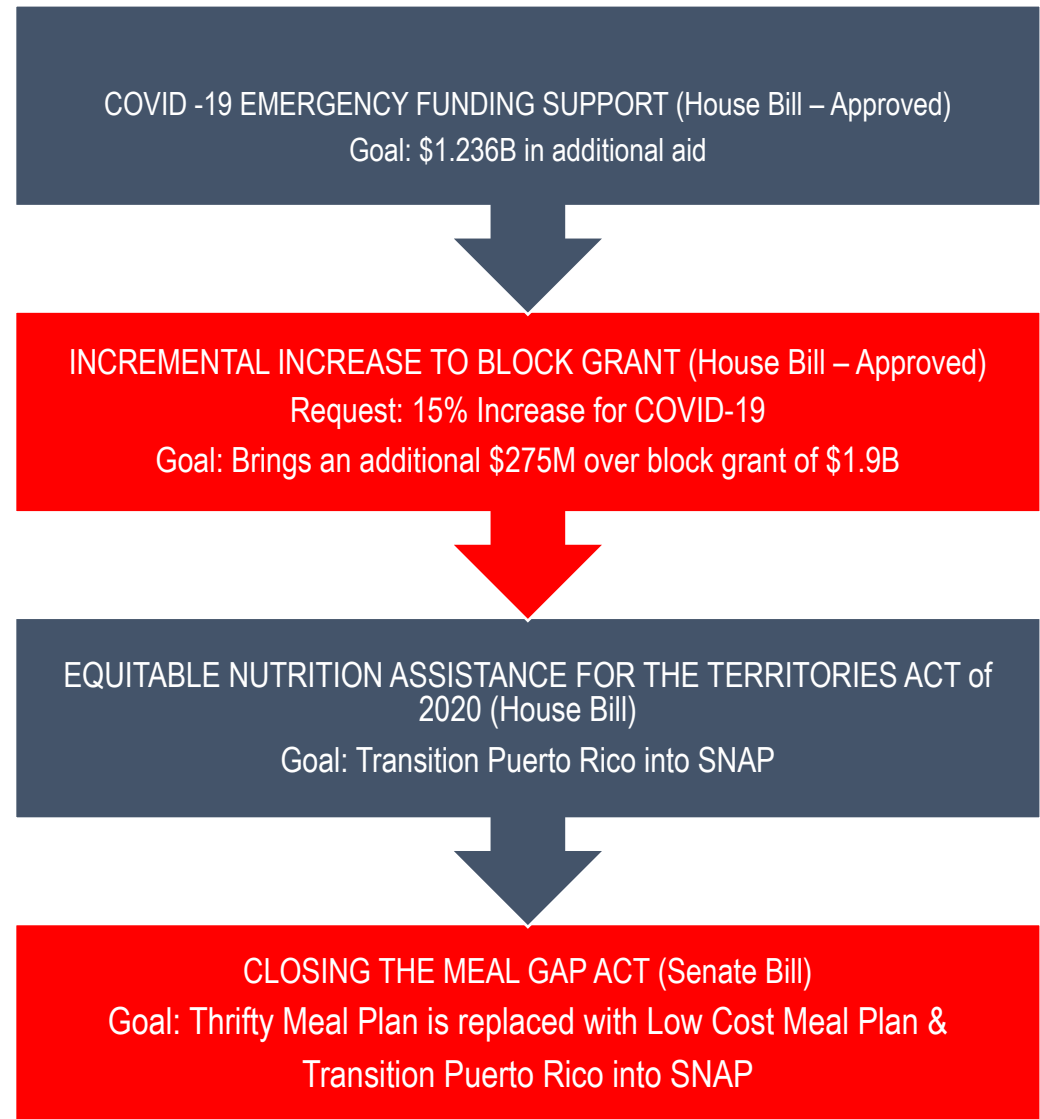 COVID -19 EMERGENCY FUNDING SUPPORT (House Bill – Approved)
Goal: $1.236B in additional aid
INCREMENTAL INCREASE TO BLOCK GRANT (House Bill – Approved)
Request: 15% Increase for COVID-19
Goal: Brings an additional $275M over block grant of $1.9B
EQUITABLE NUTRITION ASSISTANCE FOR THE TERRITORIES ACT of
2020 (House Bill)
Goal: Transition Puerto Rico into SNAP
CLOSING THE MEAL GAP ACT (Senate Bill)
Goal: Thrifty Meal Plan is replaced with Low Cost Meal Plan &
Transition Puerto Rico into SNAP